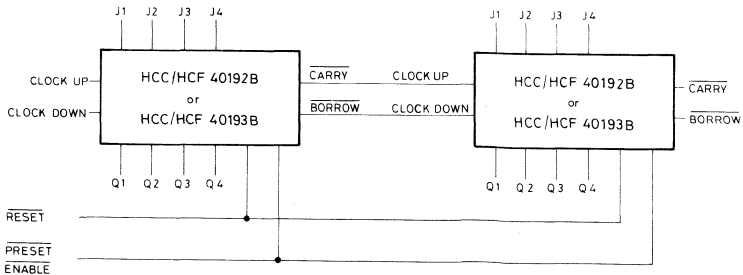 J1 J2 J3 J4
J1 J2 J3 J4
CLOCK UP
CLOCK DOWN
HCC/HCF 40192B
or
HCC/HCF 40193B
CARRY
BORROW
CLOCK UP
CLOCK DOWN
HCC/HCF 40192B
or
HCC/HCF 40193B
CARRY
BORROW
Q1 Q2 Q3 Q4
Q1 Q2 Q3 Q4
RESET
PRESET
ENABLE